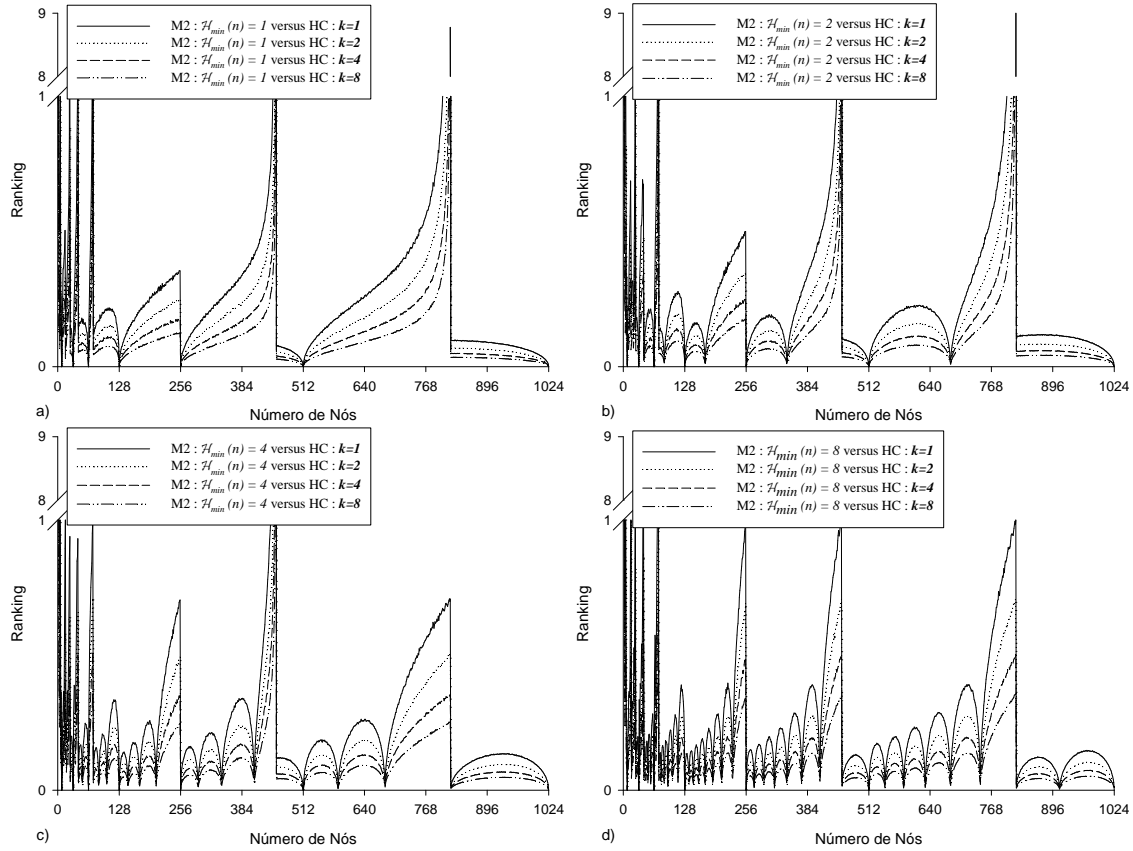 9
8
1
0
Ranking
M2 : ℋmin (n) = 1 versus HC : k=1
M2 : ℋmin (n) = 1 versus HC : k=2
M2 : ℋmin (n) = 1 versus HC : k=4
M2 : ℋmin (n) = 1 versus HC : k=8
0 128 256 384 512 640 768 896 1024
a) Número de Nós
9
8
1
0
Ranking
M2 : ℋmin (n) = 2 versus HC : k=1
M2 : ℋmin (n) = 2 versus HC : k=2
M2 : ℋmin (n) = 2 versus HC : k=4
M2 : ℋmin (n) = 2 versus HC : k=8
0 128 256 384 512 640 768 896 1024
b) Número de Nós
9
8
1
0
Ranking
M2 : ℋmin (n) = 4 versus HC : k=1
M2 : ℋmin (n) = 4 versus HC : k=2
M2 : ℋmin (n) = 4 versus HC : k=4
M2 : ℋmin (n) = 4 versus HC : k=8
0 128 256 384 512 640 768 896 1024
c) Número de Nós
9
8
1
0
Ranking
M2 : ℋmin (n) = 8 versus HC : k=1
M2 : ℋmin (n) = 8 versus HC : k=2
M2 : ℋmin (n) = 8 versus HC : k=4
M2 : ℋmin (n) = 8 versus HC : k=8
0 128 256 384 512 640 768 896 1024
d) Número de Nós